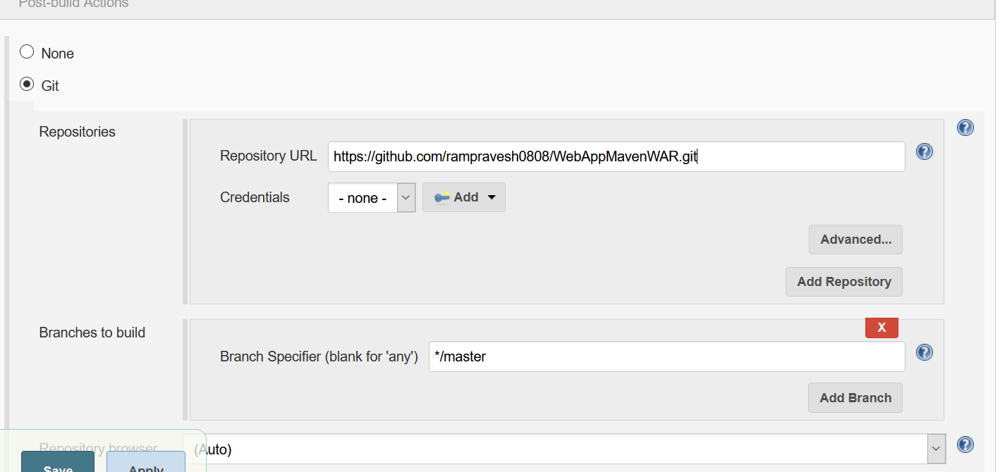 Post-build Actions
None
Git
Repositories
Repository URL https://github.com/rampravesh0808/WebAppMavenWAR.git
Credentials - none - Add
Advanced...
Add Repository
Branches to build
X
Branch Specifier (blank for 'any') */master
Add Branch
Repository browser (Auto)
Save Apply